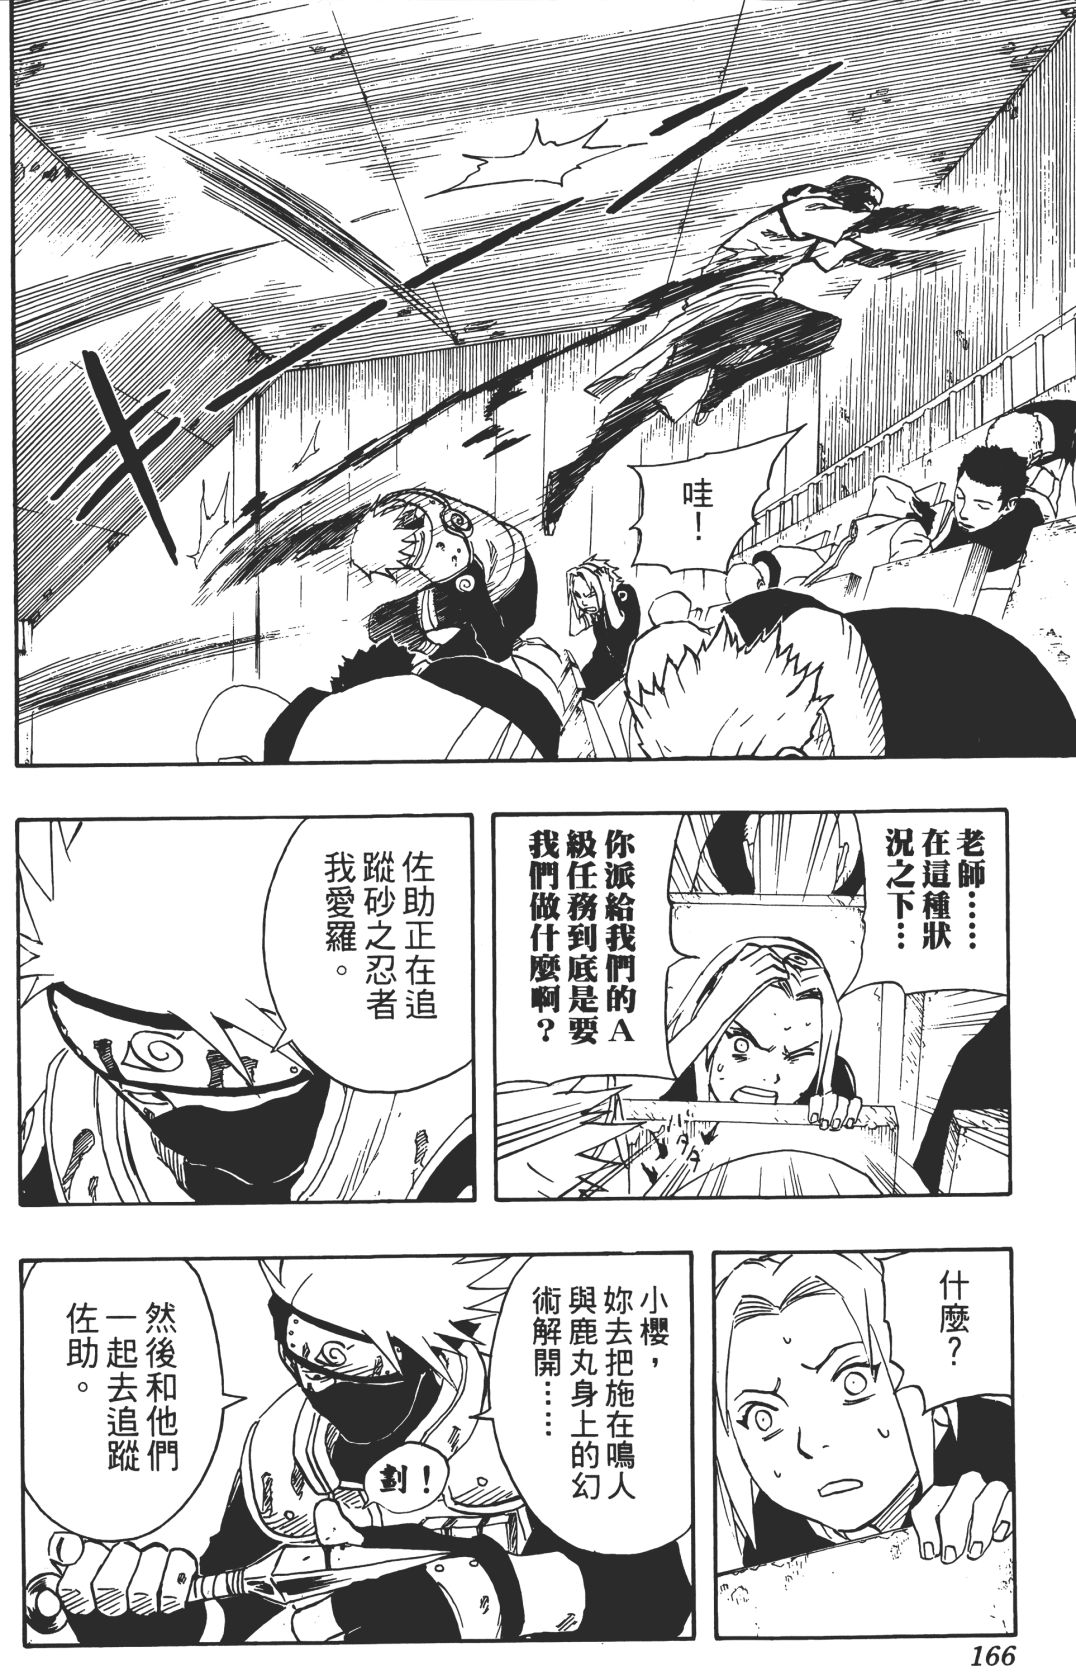 哇！
老師……
在這種狀
況之下…
你派給我們的A
級任務到底是要
我們做什麼啊？
バタ
佐助正在追
蹤砂之忍者
我愛羅。
什麼？
小櫻，
妳去把施在鳴人
與鹿丸身上的幻
術解開……
劃！
然後和他們
一起去追蹤
佐助。
166